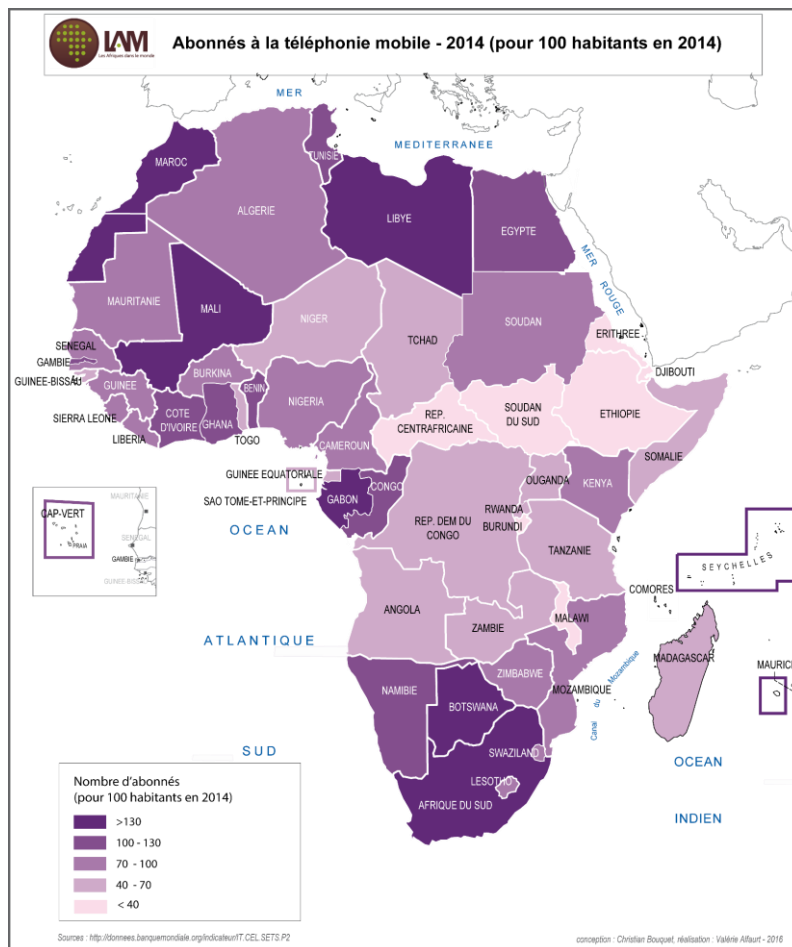 LAM
Les Afriques dans le monde
Abonnés à la téléphonie mobile - 2014 (pour 100 habitants en 2014)
MER
MEDITERRANEE
MAROC
TUNISIE
ALGERIE
LIBYE
EGYPTE
MER ROUGE
MAURITANIE
MALI
NIGER
TCHAD
SOUDAN
ERITHREE
SENEGAL
GAMBIE
GUINEE-BISSAU
GUINEE
BURKINA
BENIN
NIGERIA
DJIBOUTI
SIERRA LEONE
COTE
D'IVOIRE
GHANA
REP.
CENTRAFRICAINE
SOUDAN
DU SUD
ETHIOPIE
LIBERIA
TOGO
CAMEROUN
SOMALIE
GUINEE EQUATORIALE
OUGANDA
KENYA
SAO TOME-ET-PRINCIPE
GABON
CONGO
RWANDA
REP. DEM DU
CONGO
BURUNDI
MAURITANIE
CAP-VERT
PRAIA
SENEGAL
GAMBIE
GUINEE-BISS
OCEAN
TANZANIE
SEYCHELLES
COMORES
ATLANTIQUE
ANGOLA
ZAMBIE
MALAWI
MADAGASCAR
MAURICE
Canal du Mozambique
NAMIBIE
ZIMBABWE
MOZAMBIQUE
BOTSWANA
SUD
SWAZILAND
LESOTHO
AFRIQUE DU SUD
OCEAN
INDIEN
Nombre d'abonnés
(pour 100 habitants en 2014)
>130
100 - 130
70 - 100
40 - 70
< 40
Sources : http://donnees.banquemondiale.org/indicateur/IT.CEL.SETS.P2
conception : Christian Bouquet, réalisation : Valérie Alfaurt - 2016